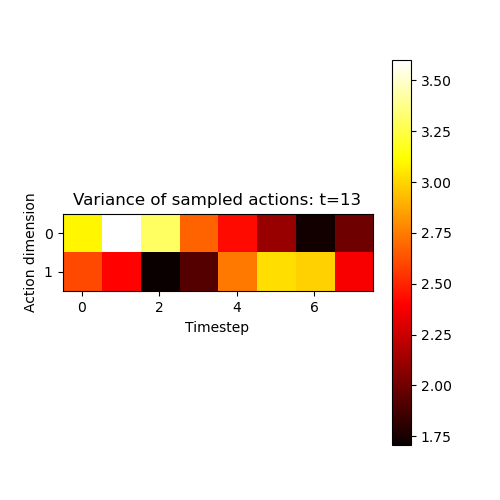 Variance of sampled actions: t=13
Action dimension
0
1
0 2 4 6
Timestep
3.50
3.25
3.00
2.75
2.50
2.25
2.00
1.75